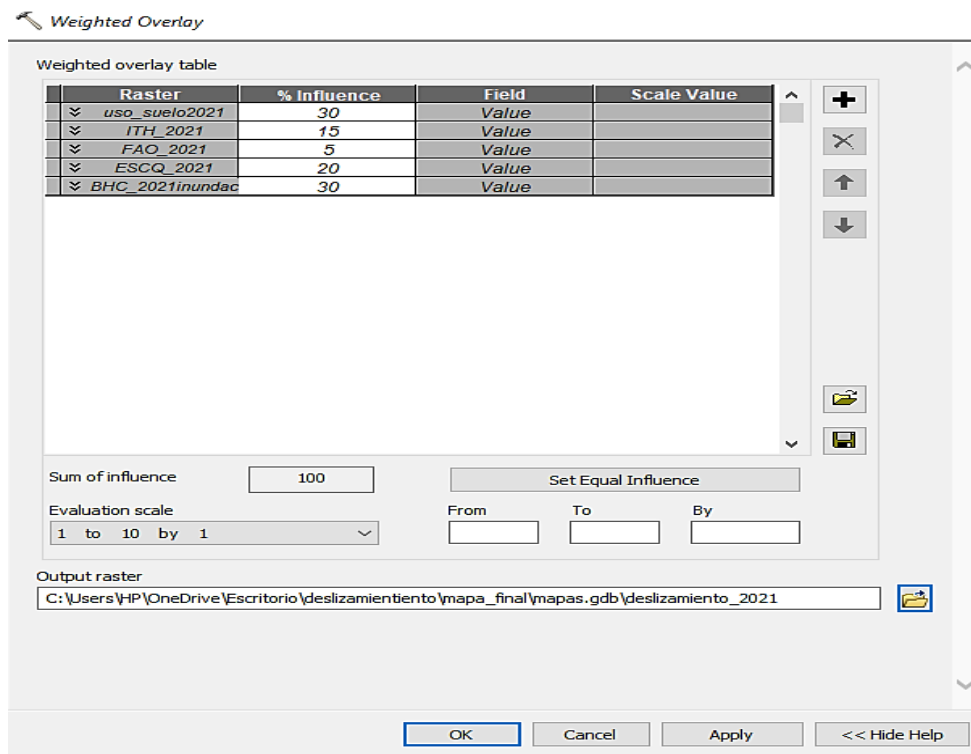 Weighted Overlay
Weighted overlay table
Raster % Influence Field Scale Value
uso_suelo2021 30 Value
ITH_2021 15 Value
FAO_2021 5 Value
ESCQ_2021 20 Value
BHC_2021inundac 30 Value
Sum of influence 100 Set Equal Influence
Evaluation scale From To By
1 to 10 by 1
Output raster
C:\Users\HP\OneDrive\Escritorio\deslizamientiento\mapa_final\mapas.gdb\deslizamiento_2021
OK Cancel Apply << Hide Help